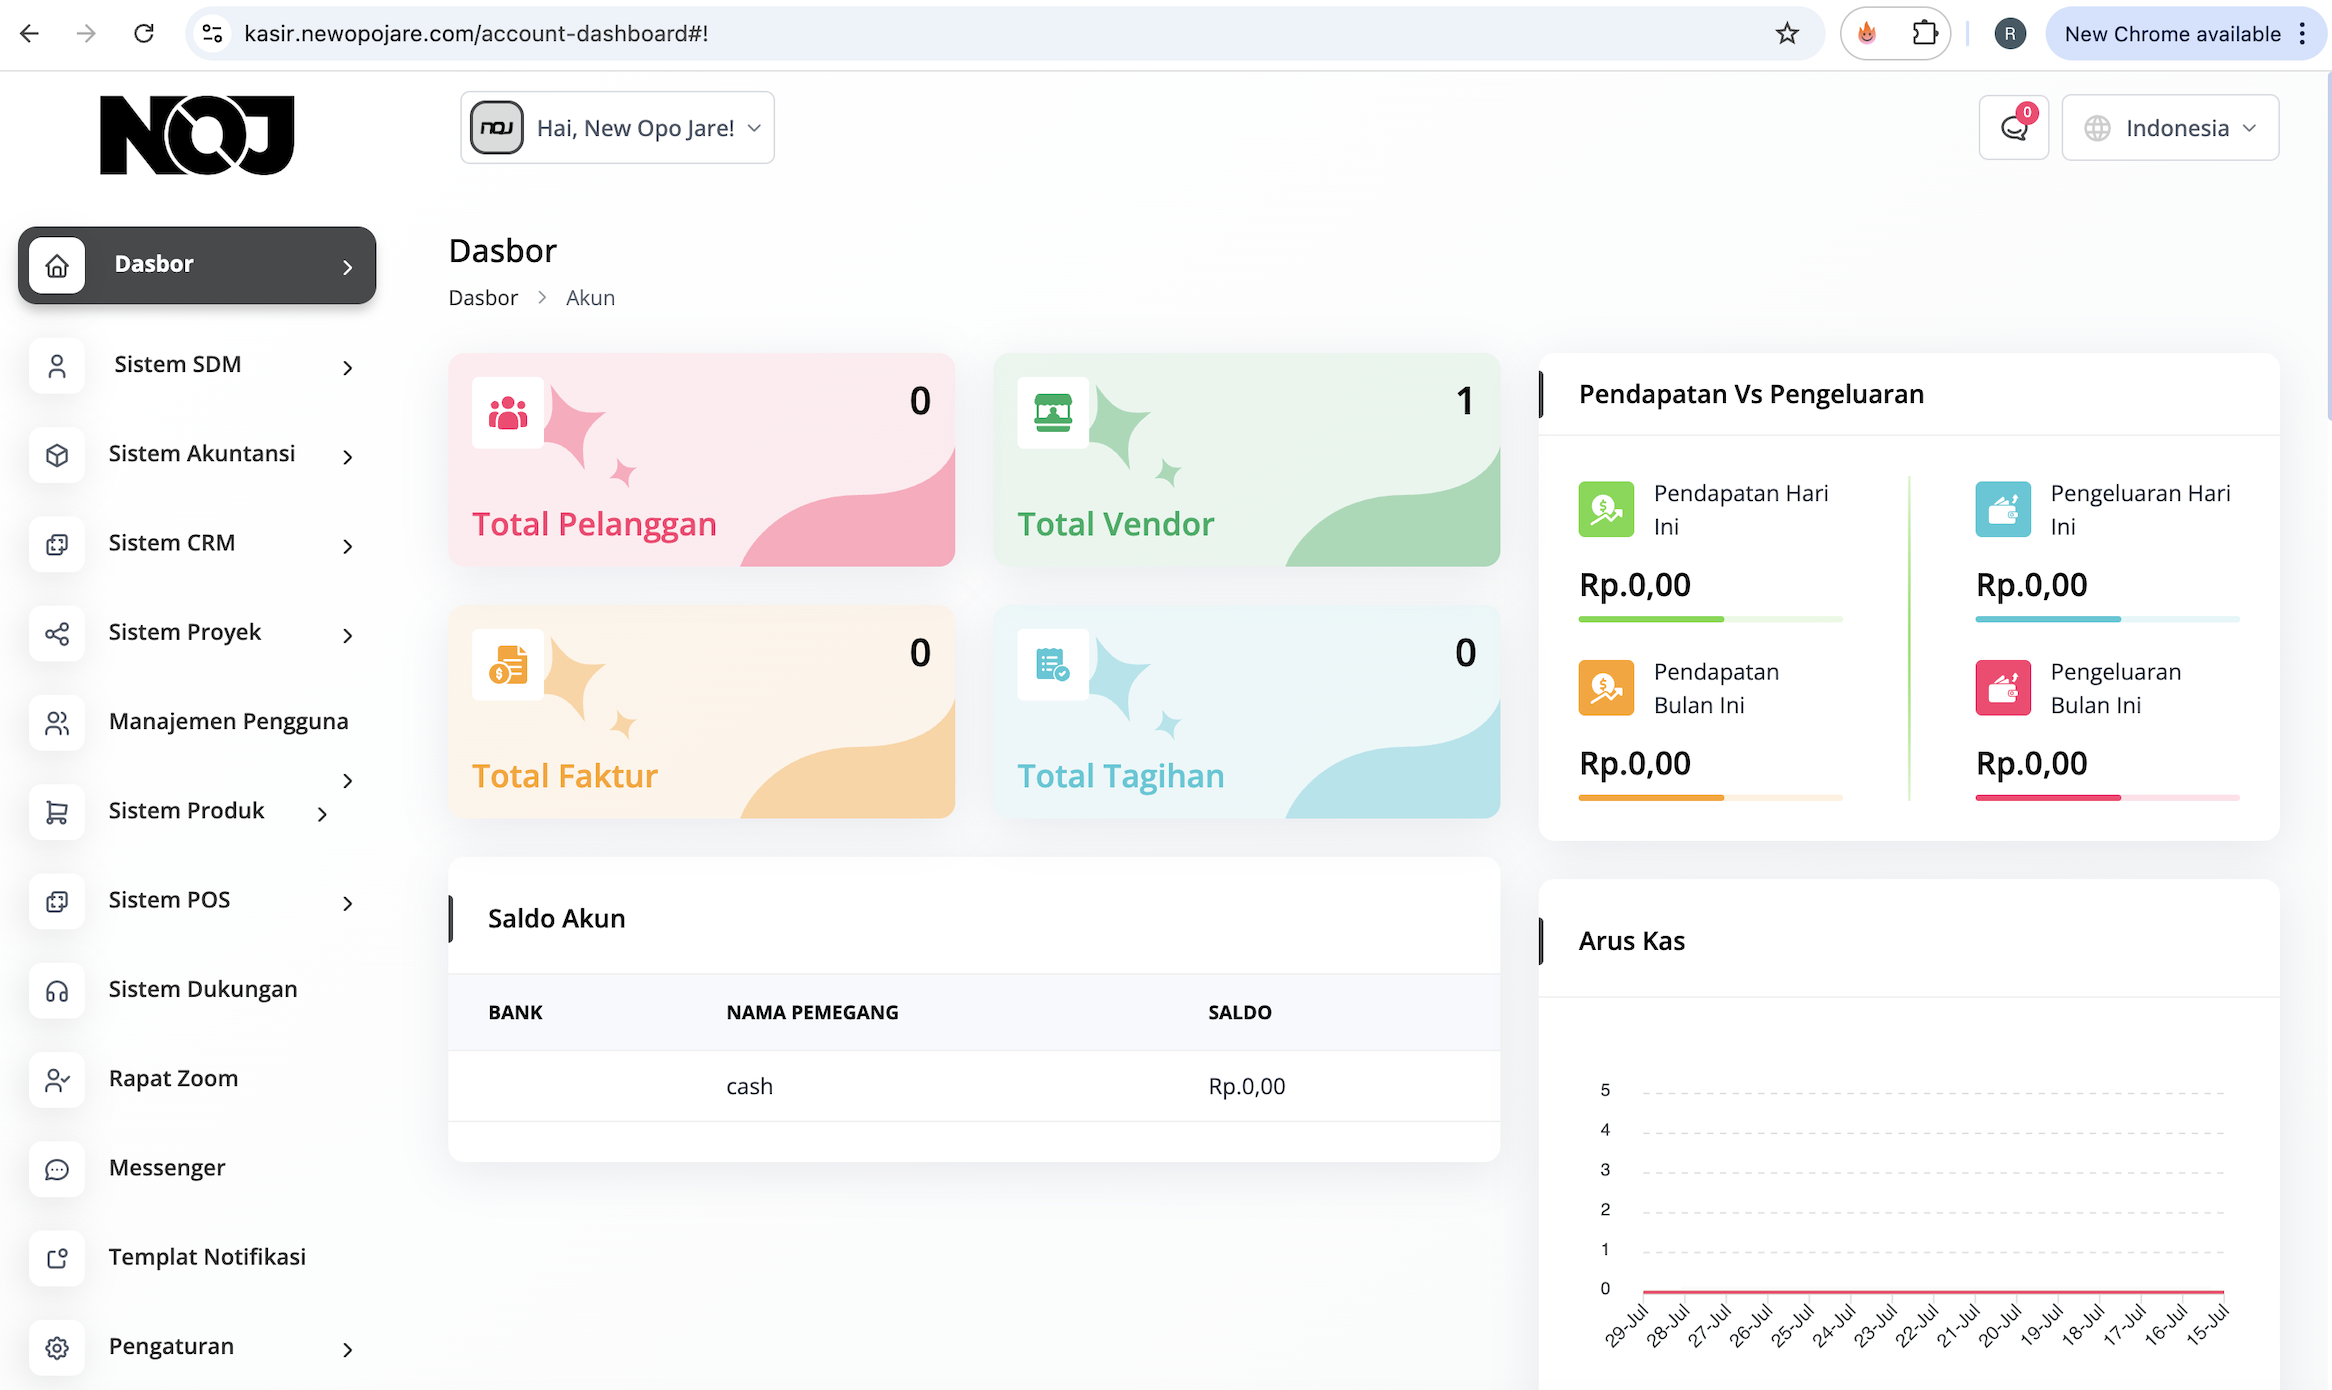 kasir.newopojare.com/account-dashboard#!
R
New Chrome available
NOJ
NOJ
Hai, New Opo Jare!
0
Indonesia
Dasbor
Sistem SDM
Sistem Akuntansi
Sistem CRM
Sistem Proyek
Manajemen Pengguna
Sistem Produk
Sistem POS
Sistem Dukungan
Rapat Zoom
Messenger
Templat Notifikasi
Pengaturan
Dasbor
Dasbor > Akun
0
Total Pelanggan
1
Total Vendor
0
Total Faktur
0
Total Tagihan
Pendapatan Vs Pengeluaran
Pendapatan Hari
Ini
Rp.0,00
Pengeluaran Hari
Ini
Rp.0,00
Pendapatan
Bulan Ini
Rp.0,00
Pengeluaran
Bulan Ini
Rp.0,00
Saldo Akun
BANK NAMA PEMEGANG SALDO
cash Rp.0,00
Arus Kas
5
4
3
2
1
0
29-Jul 28-Jul 27-Jul 26-Jul 25-Jul 24-Jul 23-Jul 22-Jul 21-Jul 20-Jul 19-Jul 18-Jul 17-Jul 16-Jul 15-Jul